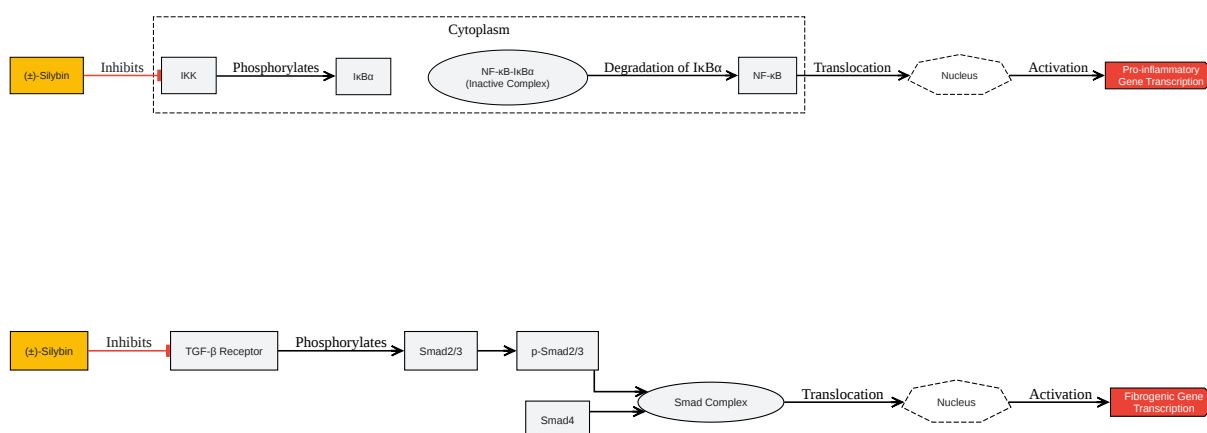 Cytoplasm
(±)-Silybin
Inhibits
IKK
Phosphorylates
IκBα
NF-κB-IκBα
(Inactive Complex)
Degradation of IκBα
NF-κB
Translocation
Nucleus
Activation
Pro-inflammatory
Gene Transcription
(±)-Silybin
Inhibits
TGF-β Receptor
Phosphorylates
Smad2/3
p-Smad2/3
Smad4
Smad Complex
Translocation
Nucleus
Activation
Fibrogenic Gene
Transcription